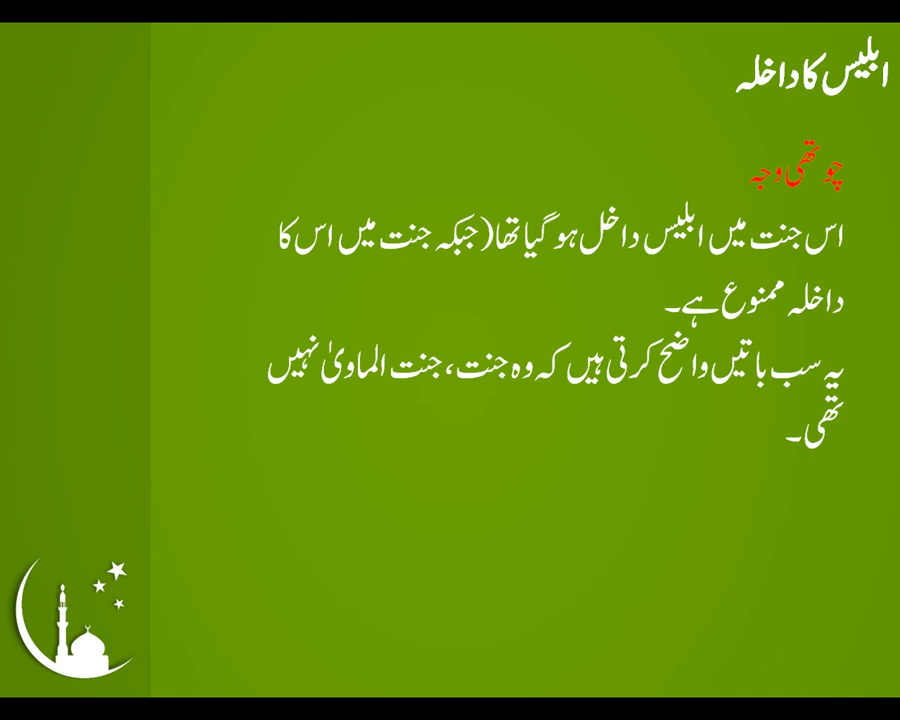 ابلیس کا داخلہ
چوتھی وجہ
اس جنت میں ابلیس داخل ہو گیا تھا(جبکہ جنت میں اس کا
داخلہ ممنوع ہے۔
یہ سب باتیں واضح کرتی ہیں کہ وہ جنت، جنت الماویٰ نہیں
تھی۔